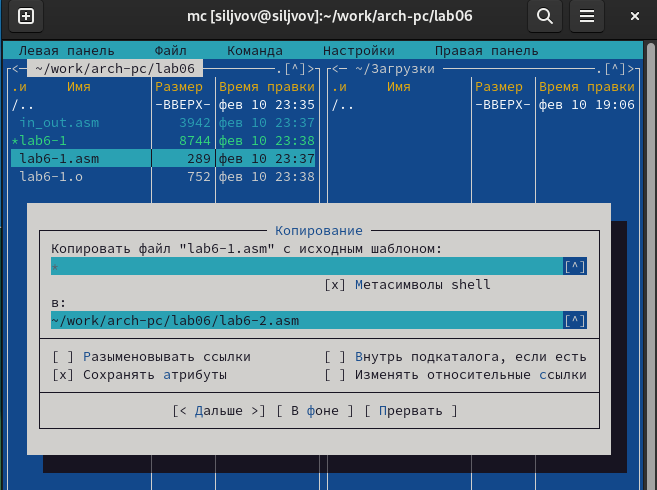 mc [siljvov@siljvov]:~/work/arch-pc/lab06
Левая панель Файл Команда Настройки Правая панель
<─ ~/work/arch-pc/lab06 .[^]> <─ ~/Загрузки .[^]>
.и Имя Размер Время правки .и Имя Размер Время правки
/.. -ВВЕРХ- фев 10 23:35 /.. -ВВЕРХ- фев 10 19:06
in_out.asm 3942 фев 10 23:37
*lab6-1 8744 фев 10 23:38
lab6-1.asm 289 фев 10 23:37
lab6-1.o 752 фев 10 23:38
Копирование
Копировать файл "lab6-1.asm" с исходным шаблоном:
* [^]
[x] Метасимволы shell
в:
~/work/arch-pc/lab06/lab6-2.asm [^]
[ ] Разыменовывать ссылки [ ] Внутрь подкаталога, если есть
[x] Сохранять атрибуты [ ] Изменять относительные ссылки
[< Дальше >] [ В фоне ] [ Прервать ]